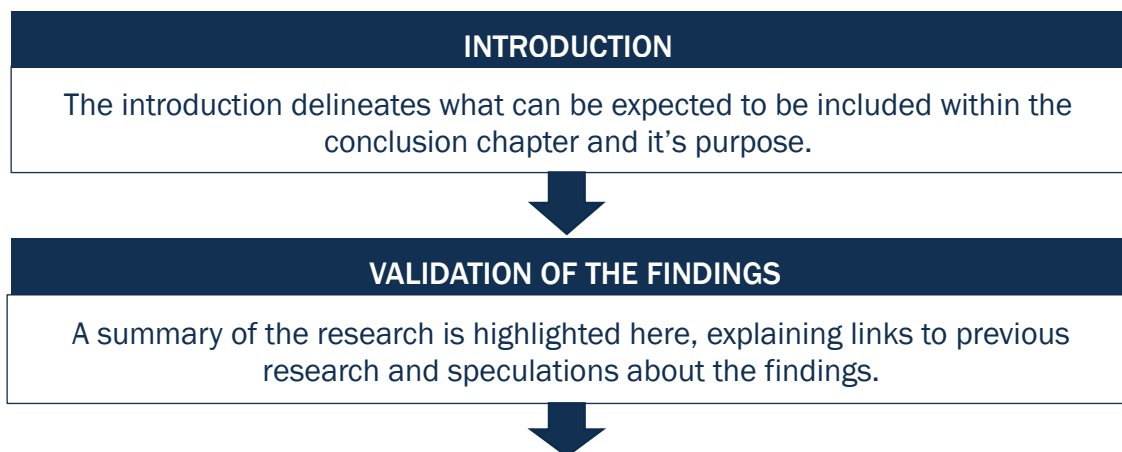 INTRODUCTION
The introduction delineates what can be expected to be included within the
conclusion chapter and it's purpose.
VALIDATION OF THE FINDINGS
A summary of the research is highlighted here, explaining links to previous
research and speculations about the findings.